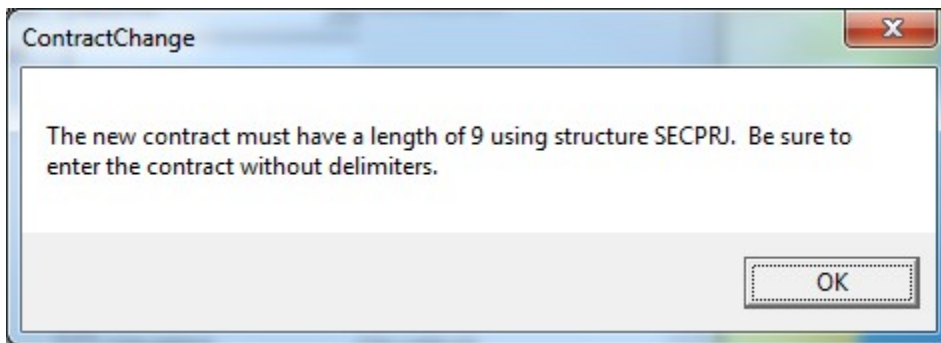 ContractChange
The new contract must have a length of 9 using structure SECPRJ.  Be sure to
enter the contract without delimiters.
OK